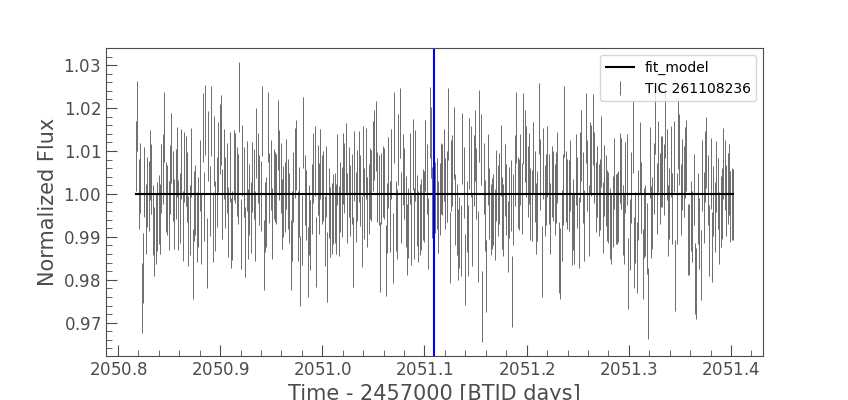 1.03
1.02
1.01
1.00
0.99
0.98
0.97
Normalized Flux
fit_model
TIC 261108236
2050.8 2050.9 2051.0 2051.1 2051.2 2051.3 2051.4
Time - 2457000 [BTJD days]